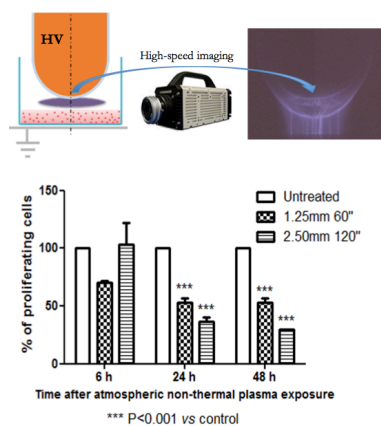 HV
High-speed imaging
150
100
50
0
% of proliferating cells
Untreated
1.25mm 60"
2.50mm 120"
***
***
***
***
6 h
24 h
48 h
Time after atmospheric non-thermal plasma exposure
*** P<0.001 vs control